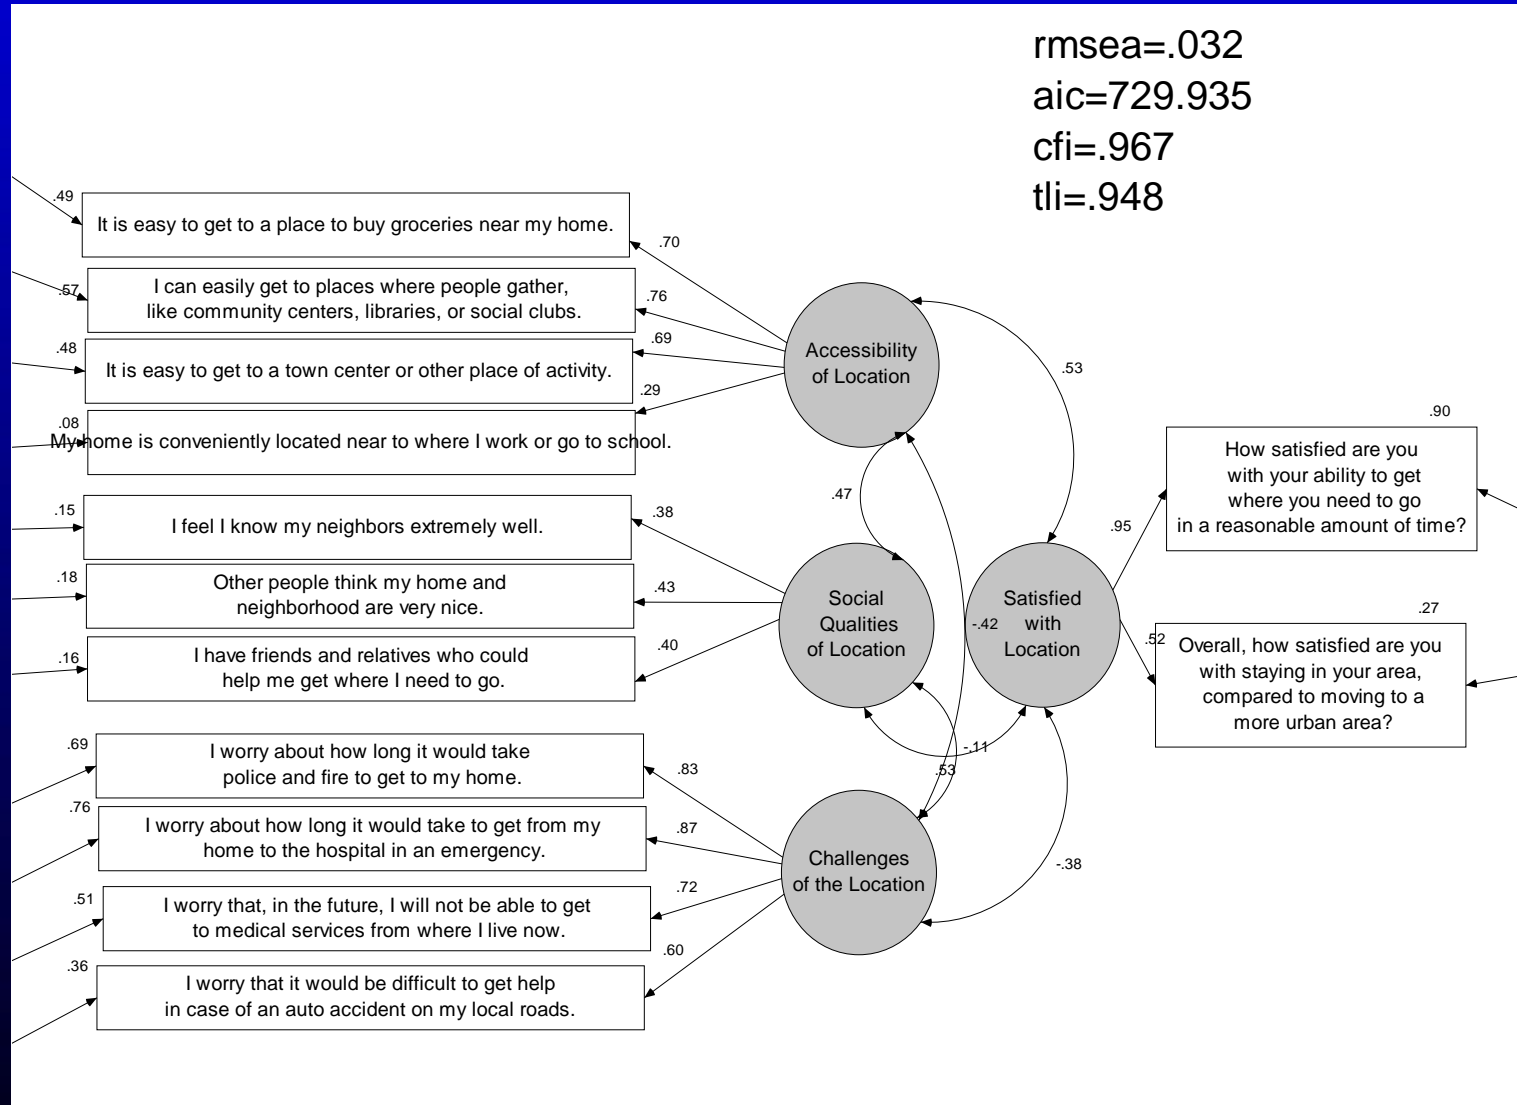 rmsea=.032
aic=729.935
cfi=.967
tli=.948
.49
It is easy to get to a place to buy groceries near my home.
.70
.57
I can easily get to places where people gather,
like community centers, libraries, or social clubs.
.76
.48
It is easy to get to a town center or other place of activity.
.69
.08
My home is conveniently located near to where I work or go to school.
.29
.15
I feel I know my neighbors extremely well.
.38
.18
Other people think my home and
neighborhood are very nice.
.43
.16
I have friends and relatives who could
help me get where I need to go.
.40
.69
I worry about how long it would take
police and fire to get to my home.
.83
.76
I worry about how long it would take to get from my
home to the hospital in an emergency.
.87
.51
I worry that, in the future, I will not be able to get
to medical services from where I live now.
.72
.36
I worry that it would be difficult to get help
in case of an auto accident on my local roads.
.60
Accessibility
of Location
.53
.47
Social
Qualities
of Location
-.42
Satisfied
with
Location
-.11
.53
Challenges
of the Location
-.38
.95
.90
How satisfied are you
with your ability to get
where you need to go
in a reasonable amount of time?
.52
.27
Overall, how satisfied are you
with staying in your area,
compared to moving to a
more urban area?